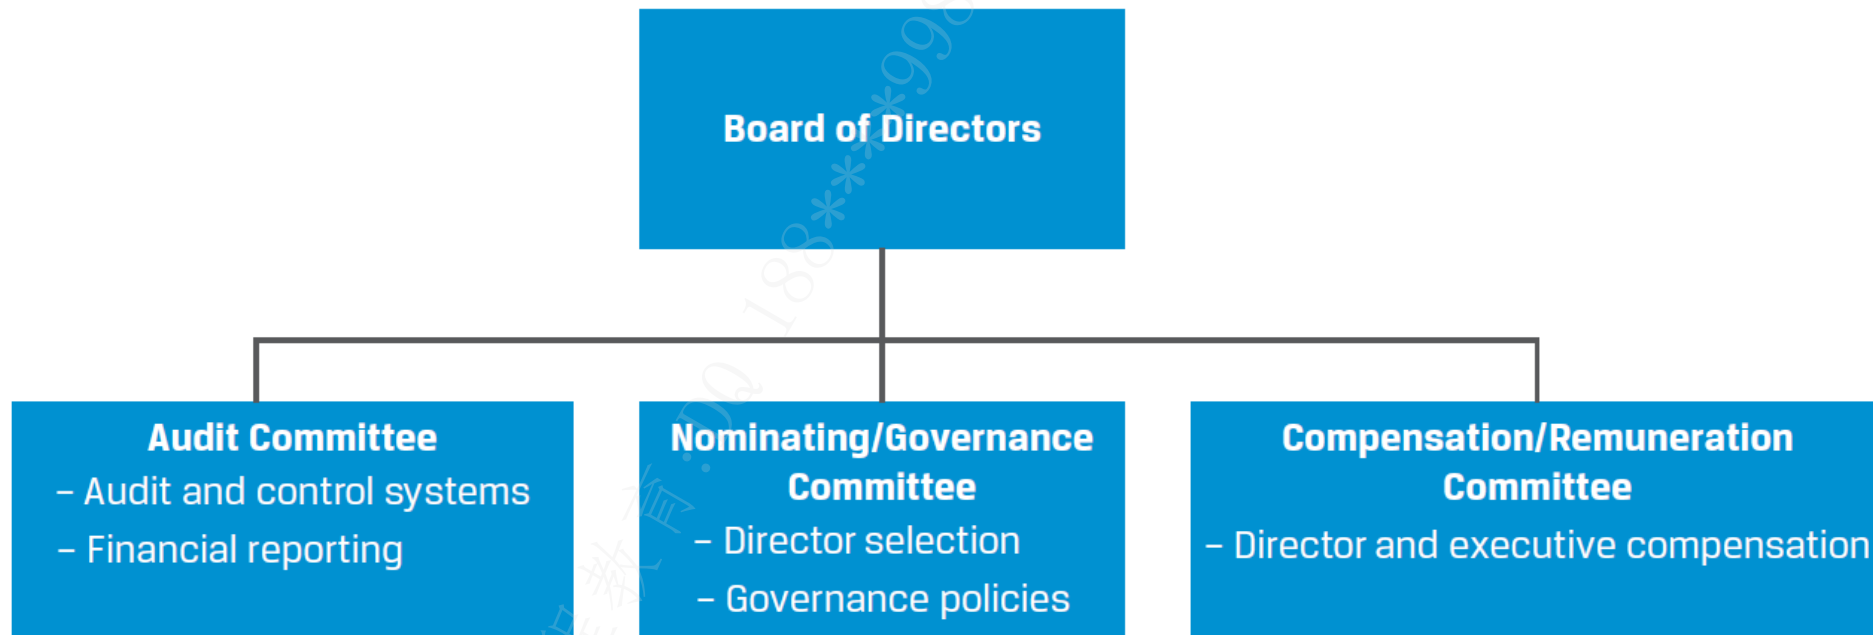 Board of Directors
Audit Committee
– Audit and control systems
– Financial reporting
Nominating/Governance
Committee
– Director selection
– Governance policies
Compensation/Remuneration
Committee
– Director and executive compensation